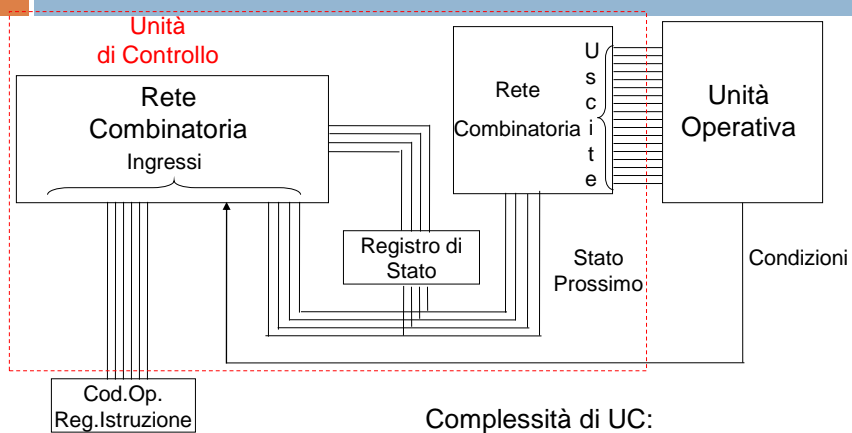 Unità
di Controllo
Rete
Combinatoria
Ingressi
Rete
Combinatoria
Uscite
Unità
Operativa
Registro di
Stato
Stato
Prossimo
Condizioni
Cod.Op.
Reg.Istruzione
Complessità di UC: